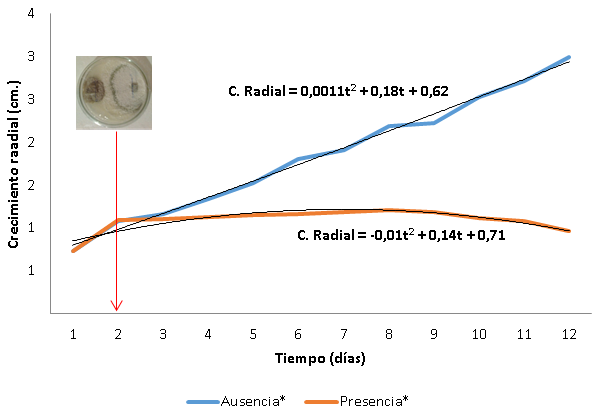 Crecimiento raadial (cm.)
4
3
3
2
2
1
1
C. Radial = 0,0011t² + 0,18t + 0,62
C. Radial = -0,01t² + 0,14t + 0,71
1 2 3 4 5 6 7 8 9 10 11 12
Tiempo (días)
Ausencia* Presencia*